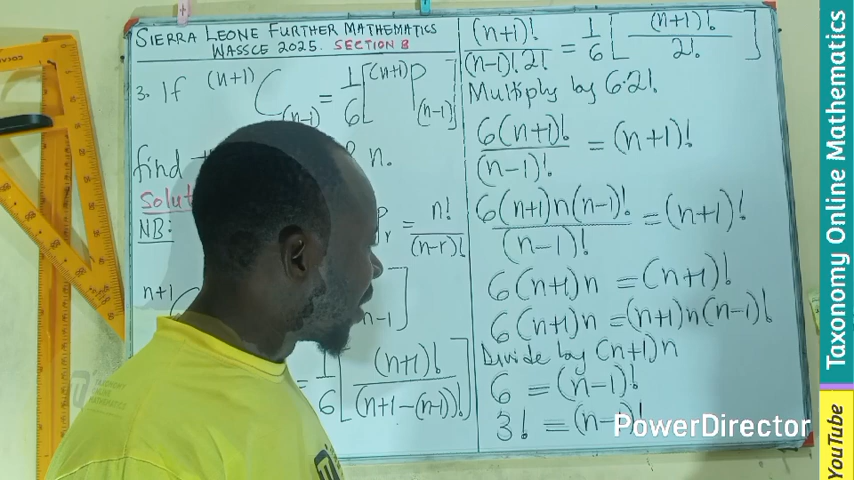 SIERRA LEONE FURTHER MATHEMATICS
WASSCE 2025. SECTION B
3. If (n+1)C(n-1) = 1/6[(n+1)P(n-1)]
find n.
NB:
= n!/(n-r)!
n+1
n-1]
= 1/6[(n+1)!/(n+1-(n-1))!]
(n+1)!/(n-1)!2! = 1/6[(n+1)!/2!]
Multiply by 6·2!
6(n+1)!/(n-1)! = (n+1)!
6(n+1)n(n-1)!/(n-1)! = (n+1)!
6(n+1)n = (n+1)!
6(n+1)n = (n+1)n(n-1)!
Divide by (n+1)n
6 = (n-1)!
3! = (n-1)!
PowerDirector
Taxonomy Online Mathematics
YouTube